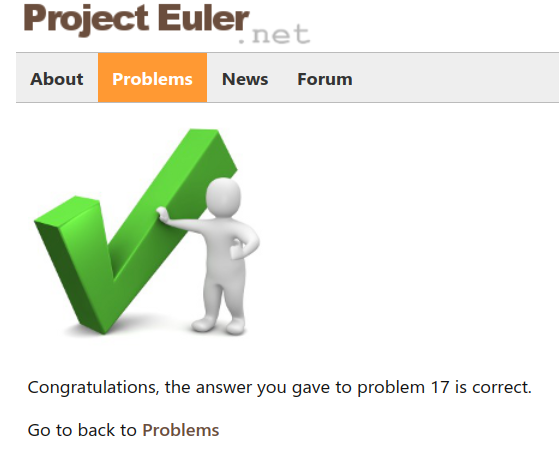 Project Euler
.net
About Problems News Forum
Congratulations, the answer you gave to problem 17 is correct.
Go to back to Problems